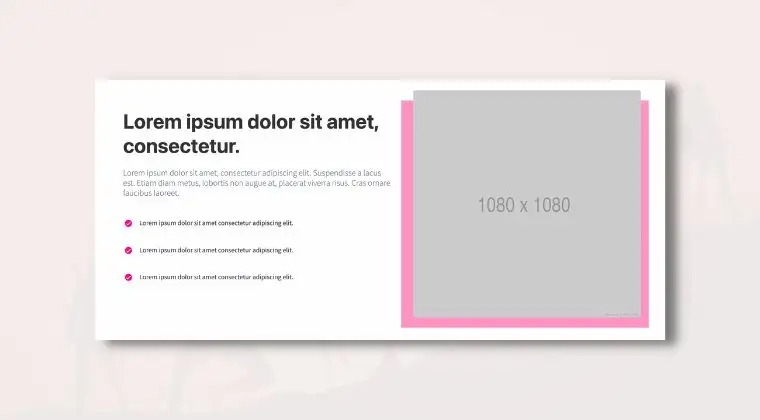 Lorem ipsum dolor sit amet,
consectetur.
Lorem ipsum dolor sit amet, consectetur adipiscing elit. Suspendisse a lacus
est. Etiam diam metus, lobortis non augue at, placerat viverra risus. Cras ornare
faucibus laoreet.
Lorem ipsum dolor sit amet consectetur adipiscing elit.
Lorem ipsum dolor sit amet consectetur adipiscing elit.
Lorem ipsum dolor sit amet consectetur adipiscing elit.
1080 x 1080